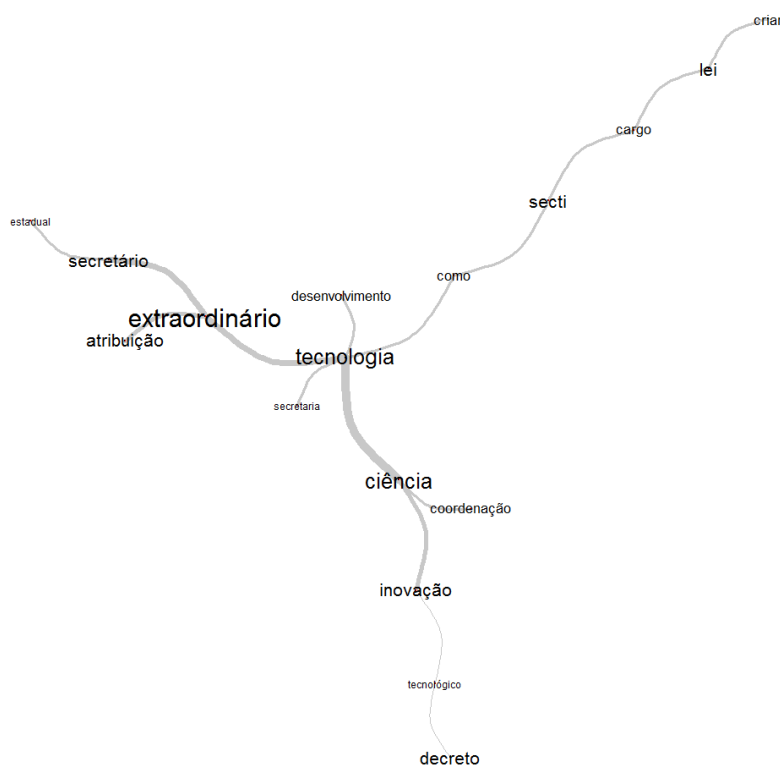 criar
lei
cargo
secti
estadual
secretário
como
desenvolvimento
extraordinário
atribuição
tecnologia
secretaria
ciência
coordenação
inovação
tecnológico
decreto